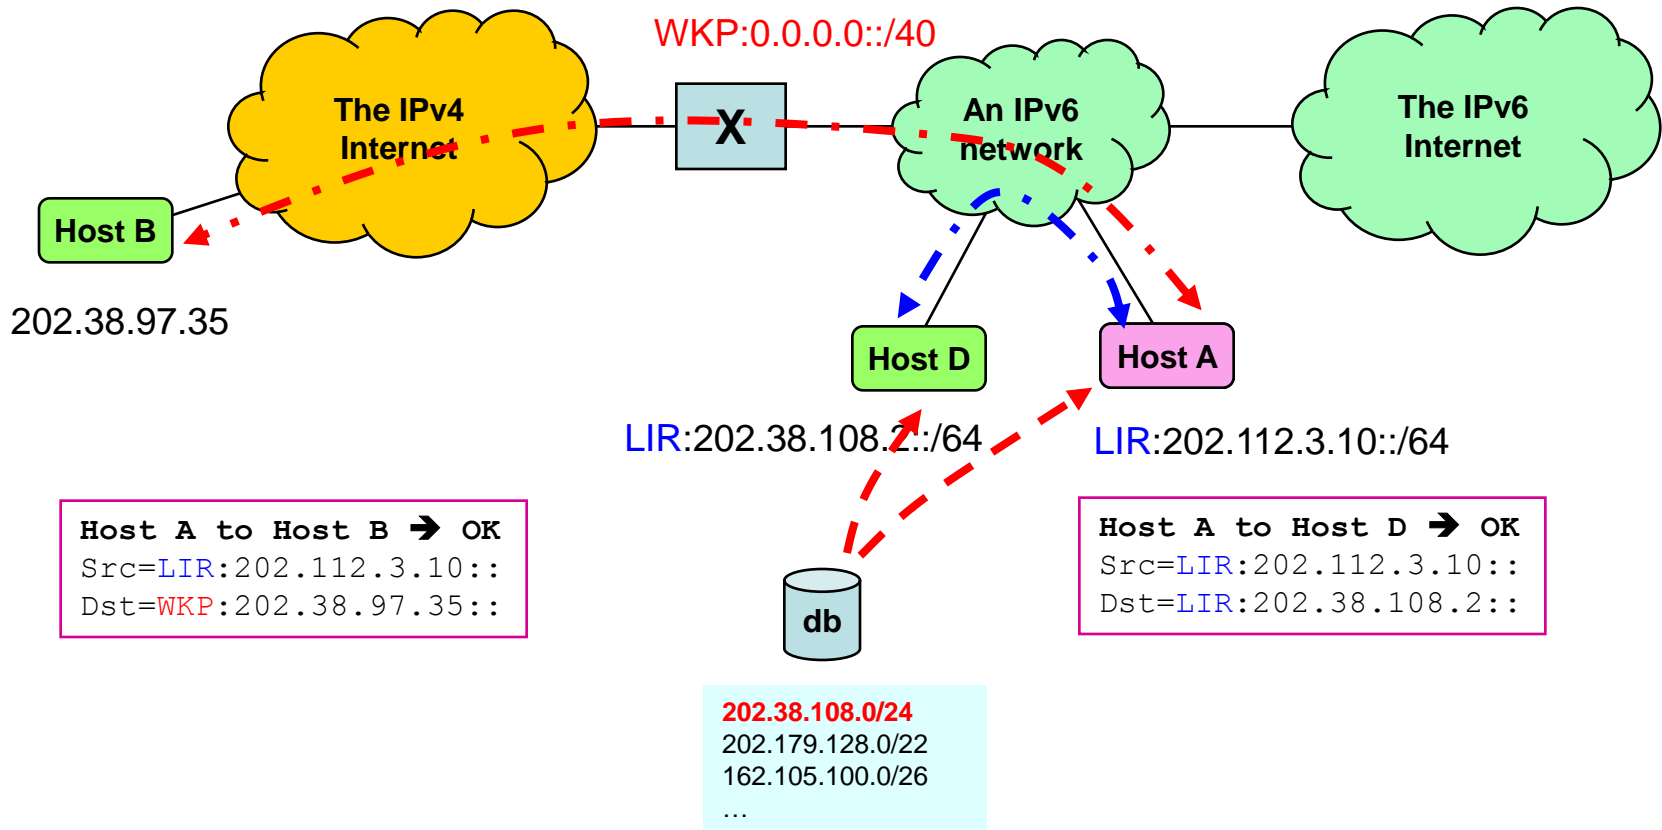 WKP:0.0.0.0::/40
The IPv4
Internet
X
An IPv6
network
The IPv6
Internet
Host B
202.38.97.35
Host D
Host A
LIR:202.38.108.2::/64
LIR:202.112.3.10::/64
Host A to Host B ➔ OK
Src=LIR:202.112.3.10::
Dst=WKP:202.38.97.35::
Host A to Host D ➔ OK
Src=LIR:202.112.3.10::
Dst=LIR:202.38.108.2::
db
202.38.108.0/24
202.179.128.0/22
162.105.100.0/26
…